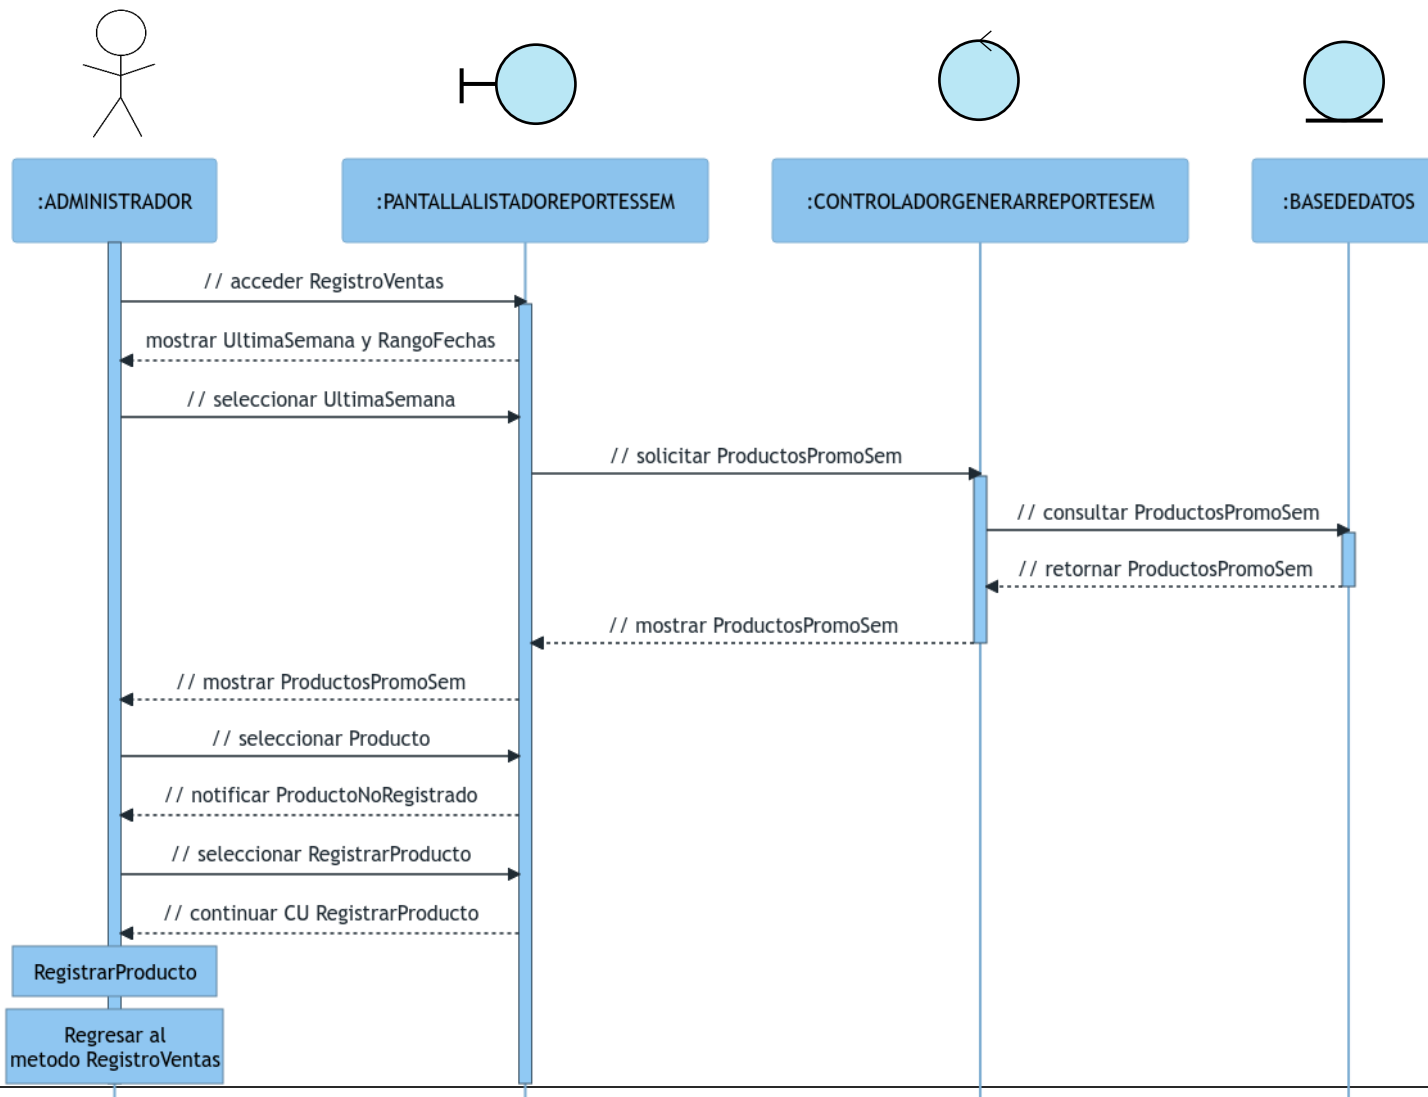 :ADMINISTRADOR
:PANTALLALISTADOREPORTESSEM
:CONTROLADORGENERARREPORTESEM
:BASEDEDATOS
// acceder RegistroVentas
mostrar UltimaSemana y RangoFechas
// seleccionar UltimaSemana
// solicitar ProductosPromoSem
// consultar ProductosPromoSem
// retornar ProductosPromoSem
// mostrar ProductosPromoSem
// mostrar ProductosPromoSem
// seleccionar Producto
// notificar ProductoNoRegistrado
// seleccionar RegistrarProducto
// continuar CU RegistrarProducto
RegistrarProducto
Regresar al
metodo RegistroVentas